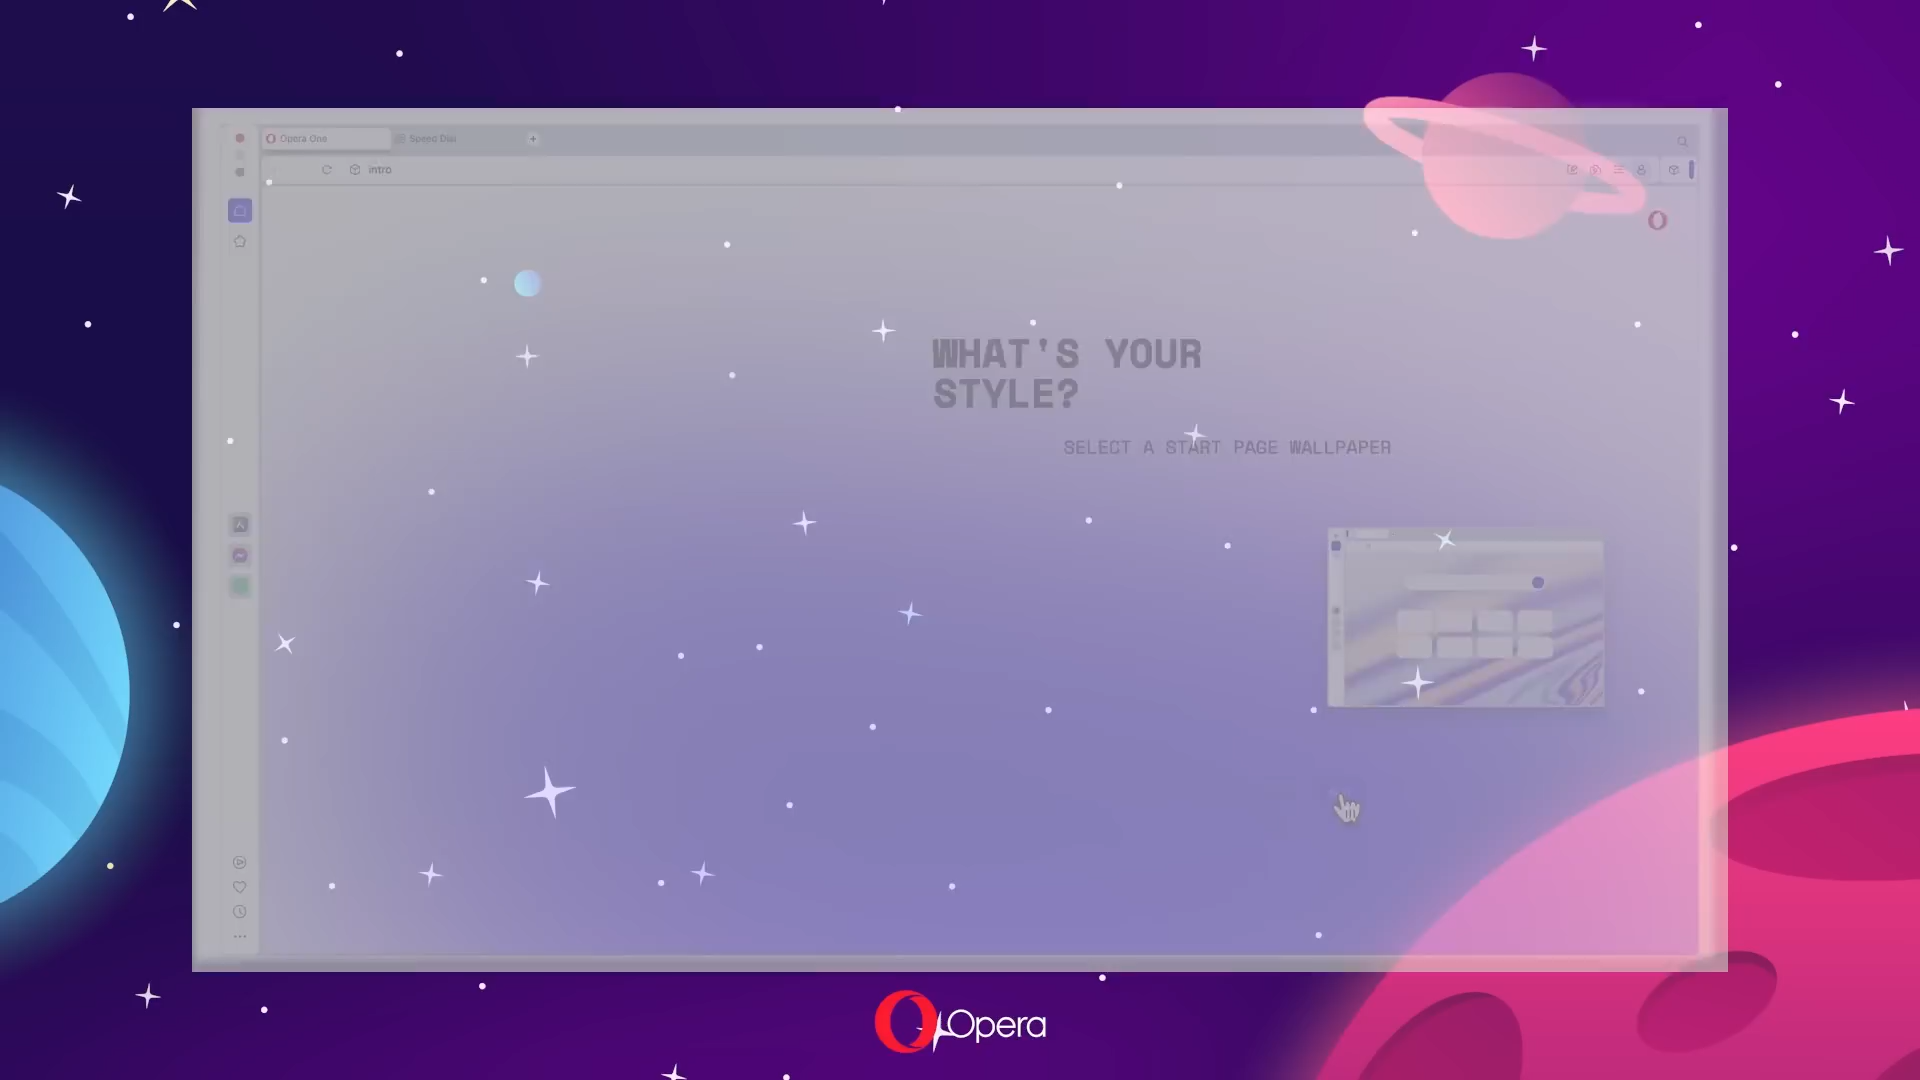 Opera One
Speed Dial
intro
WHAT'S YOUR
STYLE?
SELECT A START PAGE WALLPAPER
Opera